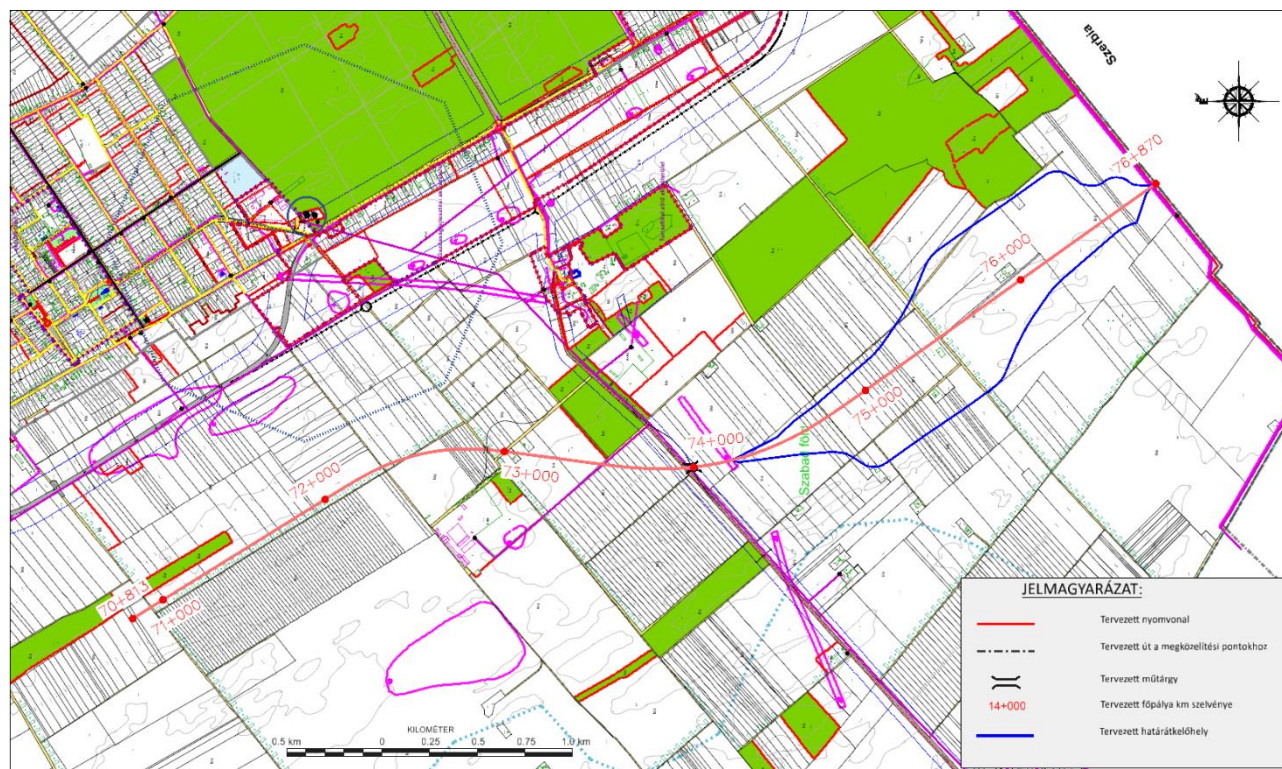 Szerbia
É
76+870
76+000
75+000
74+000
Szabad föld
73+000
72+000
70+813
71+000
KILOMÉTER
0.5 km 0 0.25 0.5 0.75 1.0 km
JELMAGYARÁZAT:
Tervezett nyomvonal
Tervezett út a megközelítési pontokhoz
Tervezett műtárgy
14+000 Tervezett főpálya km szelvénye
Tervezett határátkelőhely